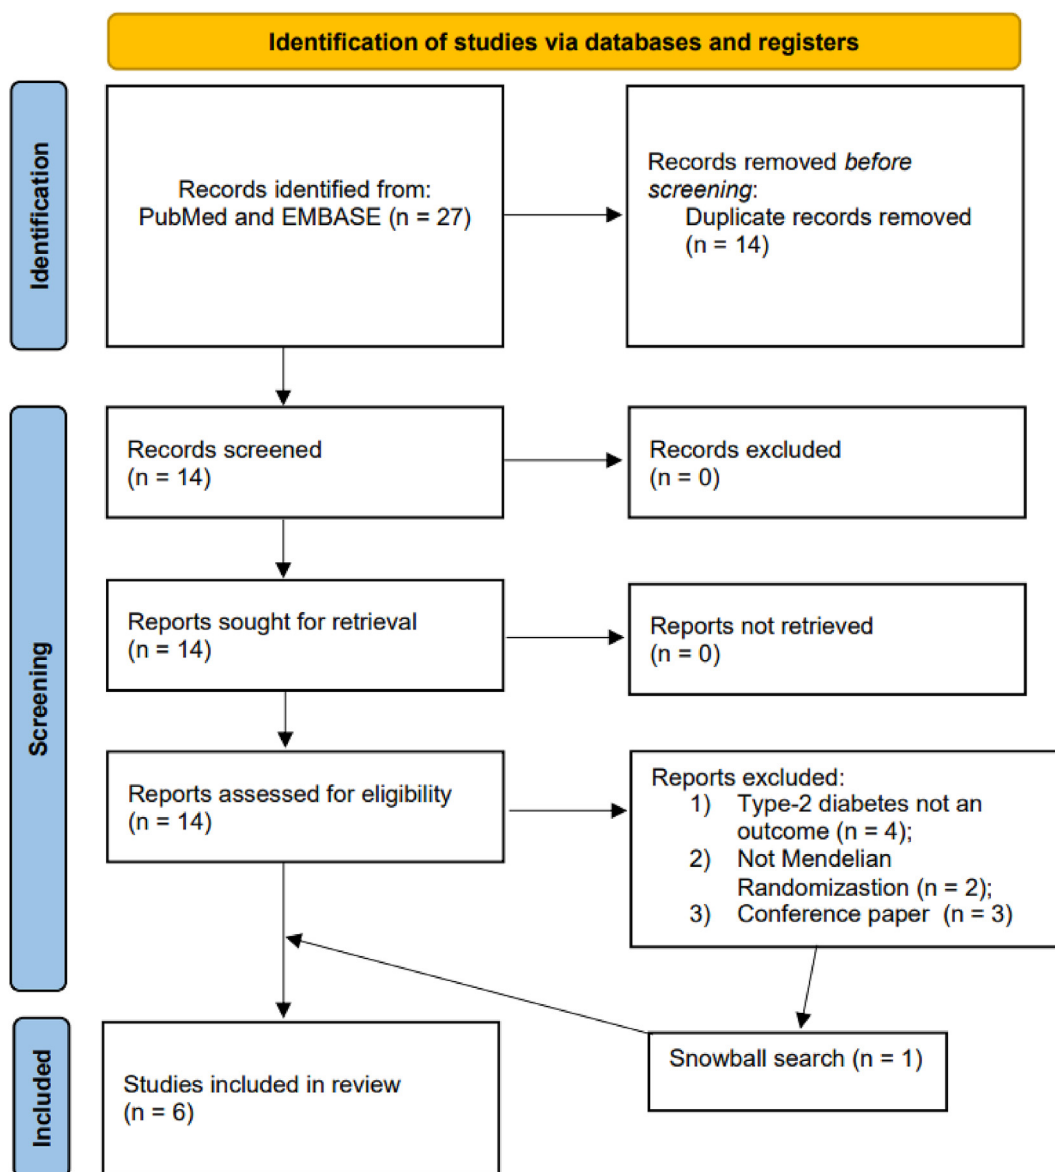 Identification of studies via databases and registers
Identification
Records identified from:
PubMed and EMBASE (n = 27)
Records removed before
screening:
Duplicate records removed
(n = 14)
Screening
Records screened
(n = 14)
Records excluded
(n = 0)
Reports sought for retrieval
(n = 14)
Reports not retrieved
(n = 0)
Reports assessed for eligibility
(n = 14)
Reports excluded:
1) Type-2 diabetes not an
outcome (n = 4);
2) Not Mendelian
Randomizastion (n = 2);
3) Conference paper (n = 3)
Snowball search (n = 1)
Included
Studies included in review
(n = 6)